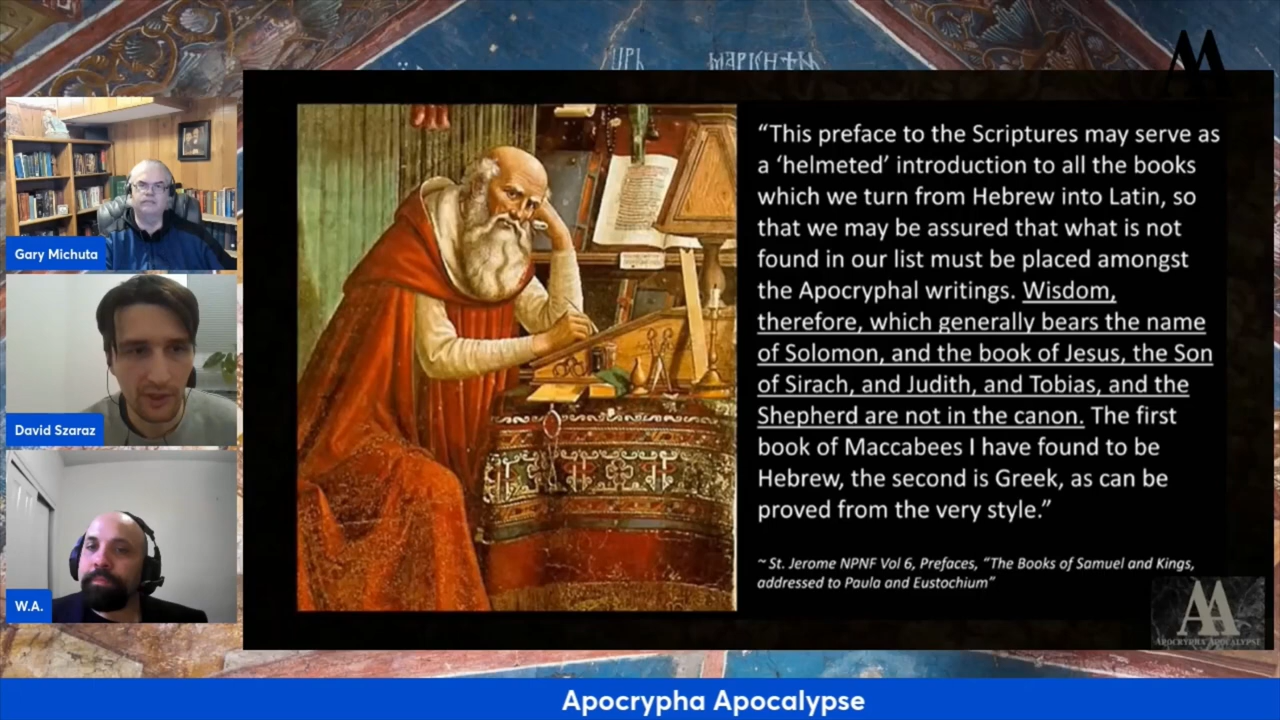 ЦРЬ МАРКІАНЪ
AA
Gary Michuta
David Szaraz
W.A.
“This preface to the Scriptures may serve as
a ‘helmeted’ introduction to all the books
which we turn from Hebrew into Latin, so
that we may be assured that what is not
found in our list must be placed amongst
the Apocryphal writings. Wisdom,
therefore, which generally bears the name
of Solomon, and the book of Jesus, the Son
of Sirach, and Judith, and Tobias, and the
Shepherd are not in the canon. The first
book of Maccabees I have found to be
Hebrew, the second is Greek, as can be
proved from the very style.”
~ St. Jerome NPNF Vol 6, Prefaces, “The Books of Samuel and Kings,
addressed to Paula and Eustochium”
AA
APOCRYPHA APOCALYPSE
Apocrypha Apocalypse